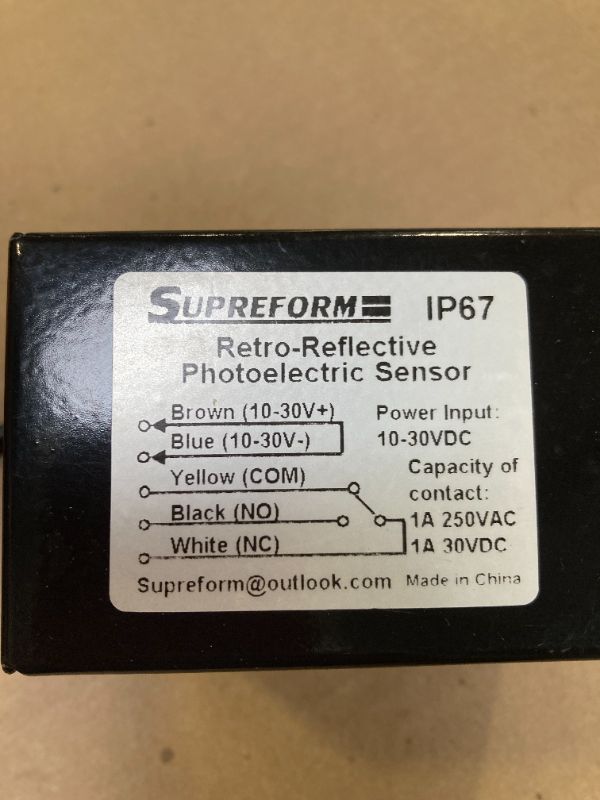 SUPREFORM IP67
Retro-Reflective
Photoelectric Sensor
Brown (10-30V+)
Blue (10-30V-)
Yellow (COM)
Black (NO)
White (NC)
Power Input:
10-30VDC
Capacity of
contact:
1A 250VAC
1A 30VDC
Supreform@outlook.com Made in China